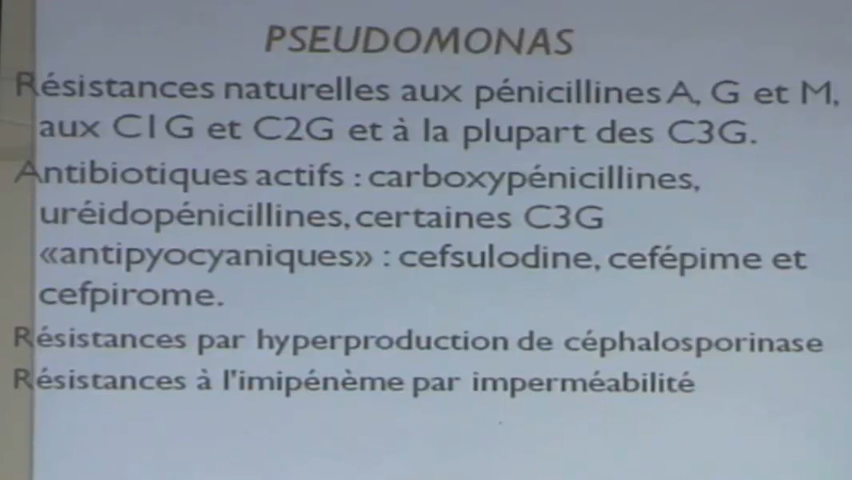 PSEUDOMONAS
Résistances naturelles aux pénicillines A, G et M,
aux C1G et C2G et à la plupart des C3G.
Antibiotiques actifs : carboxypénicillines,
uréidopénicillines, certaines C3G
«antipyocyaniques» : cefsulodine, cefépime et
cefpirome.
Résistances par hyperproduction de céphalosporinase
Résistances à l'imipénème par imperméabilité